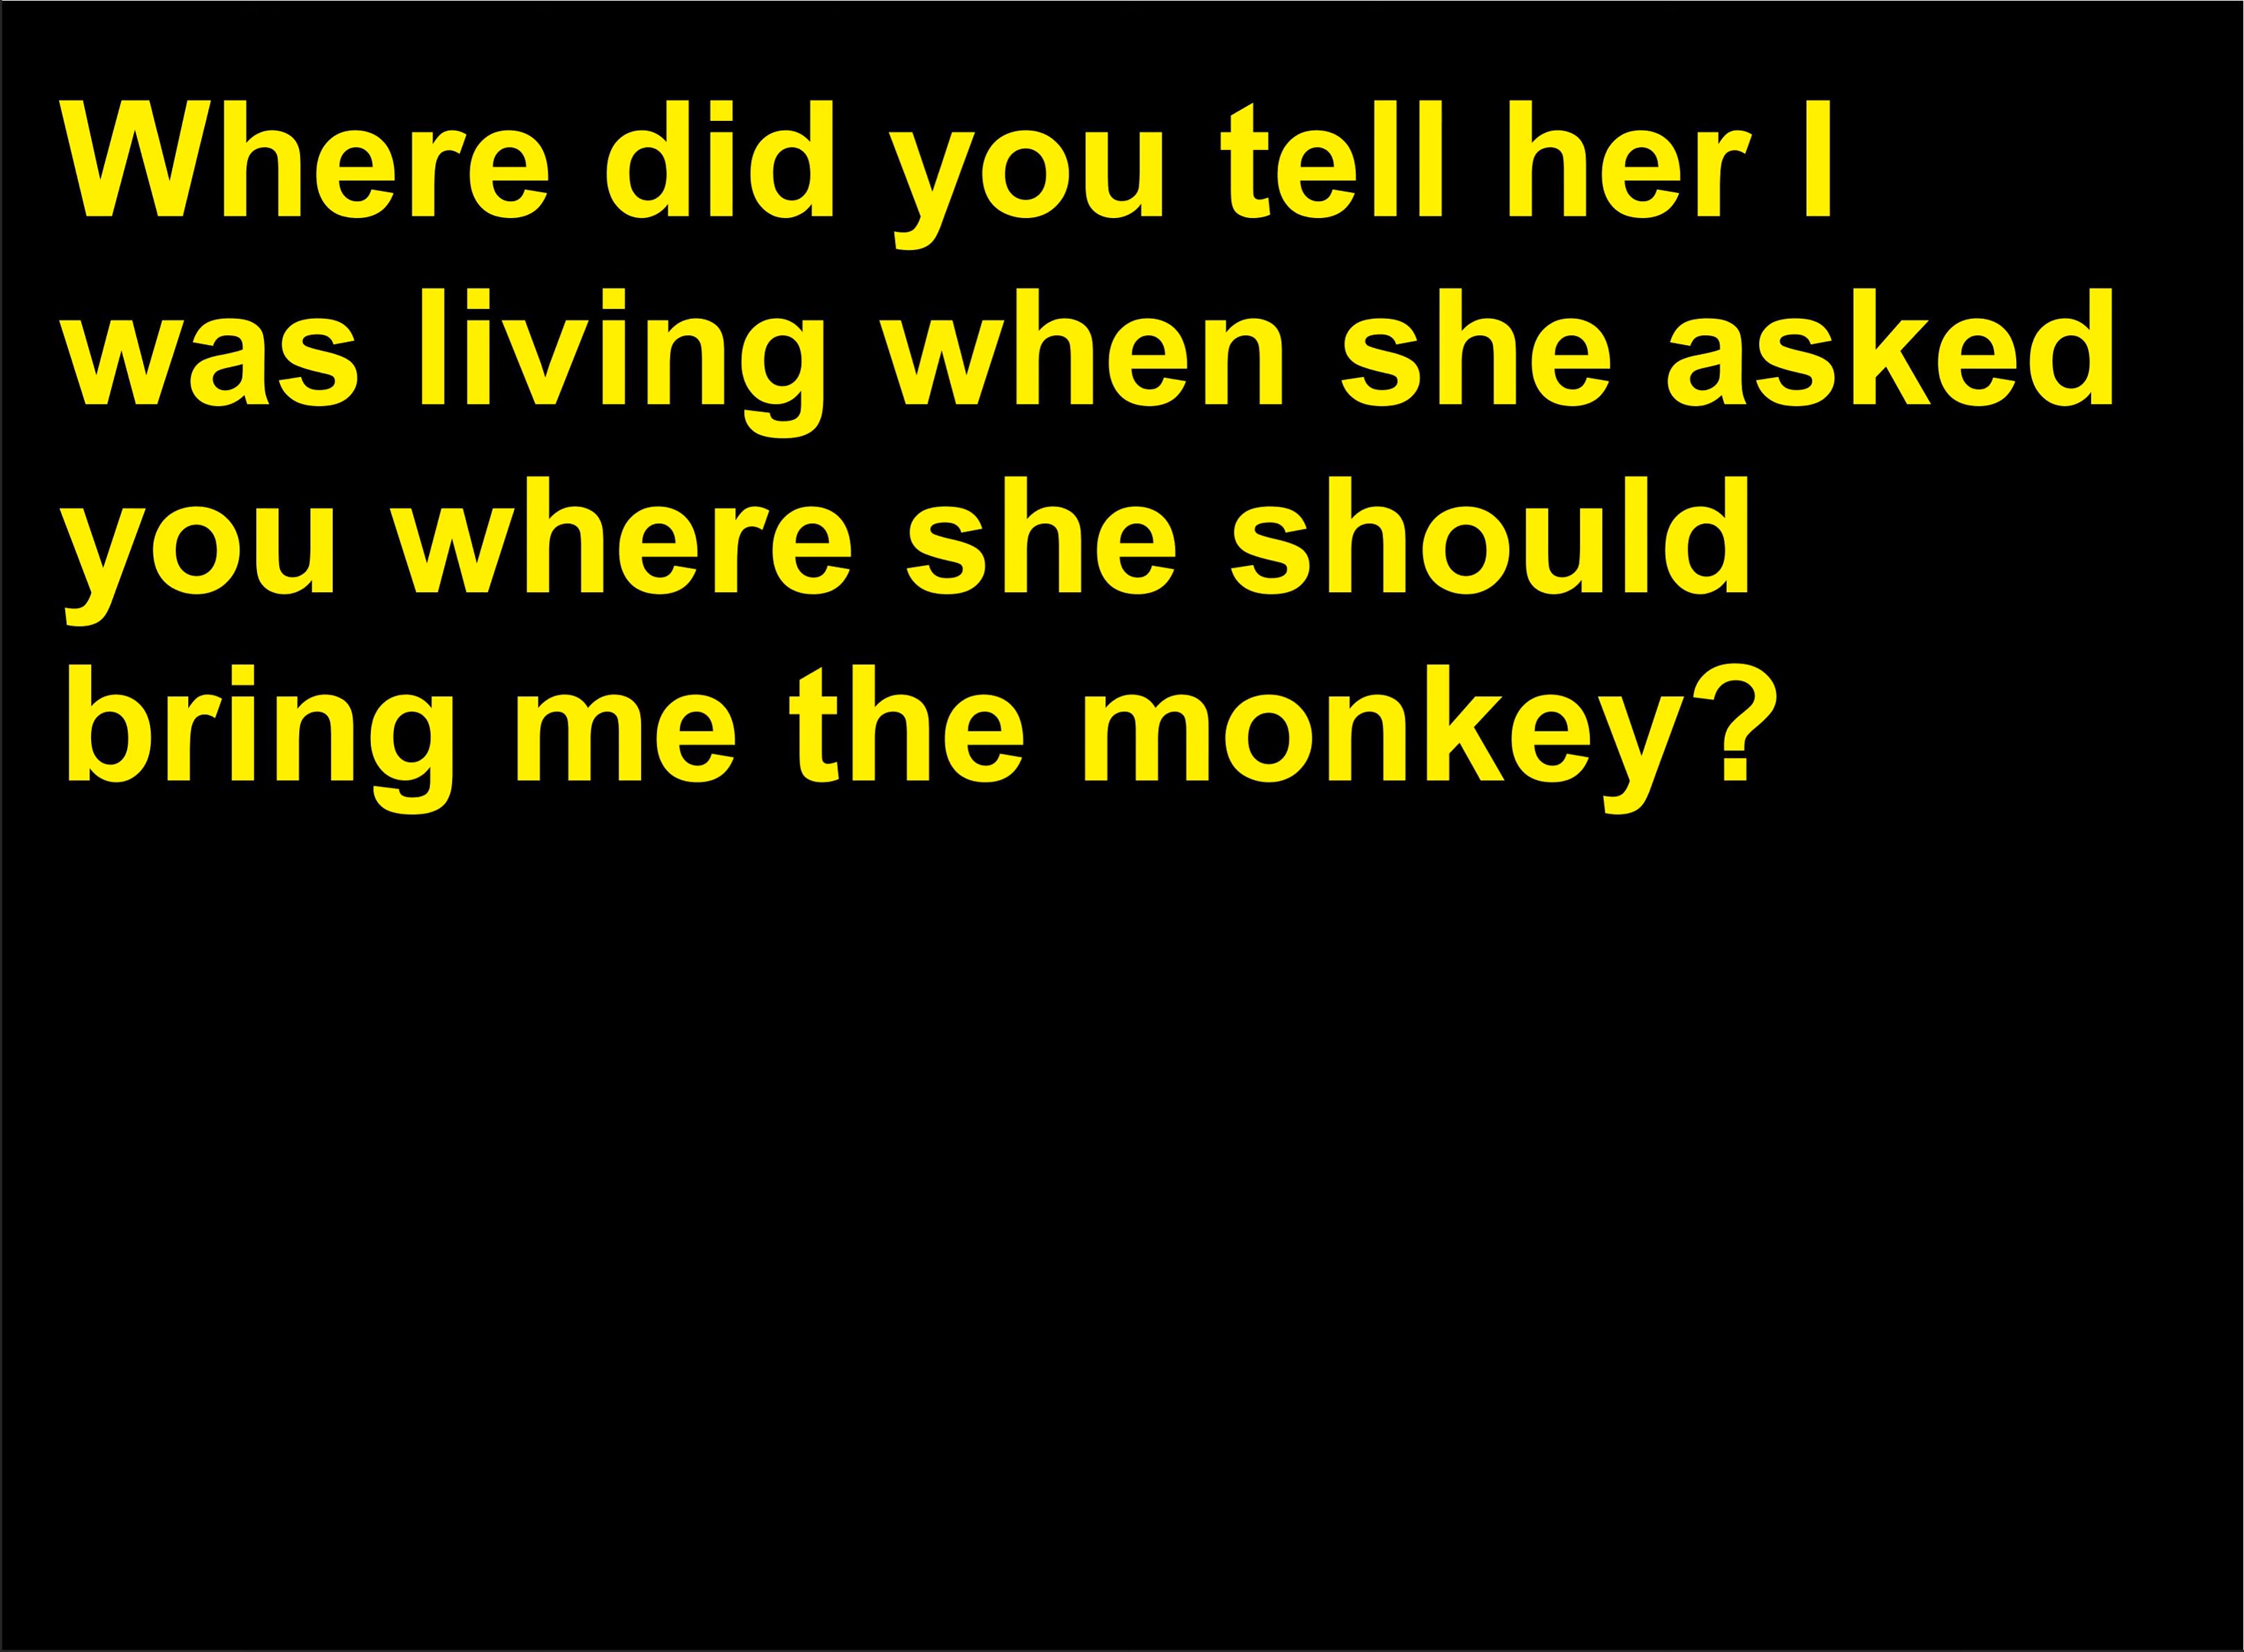 Where did you tell her I
was living when she asked
you where she should
bring me the monkey?